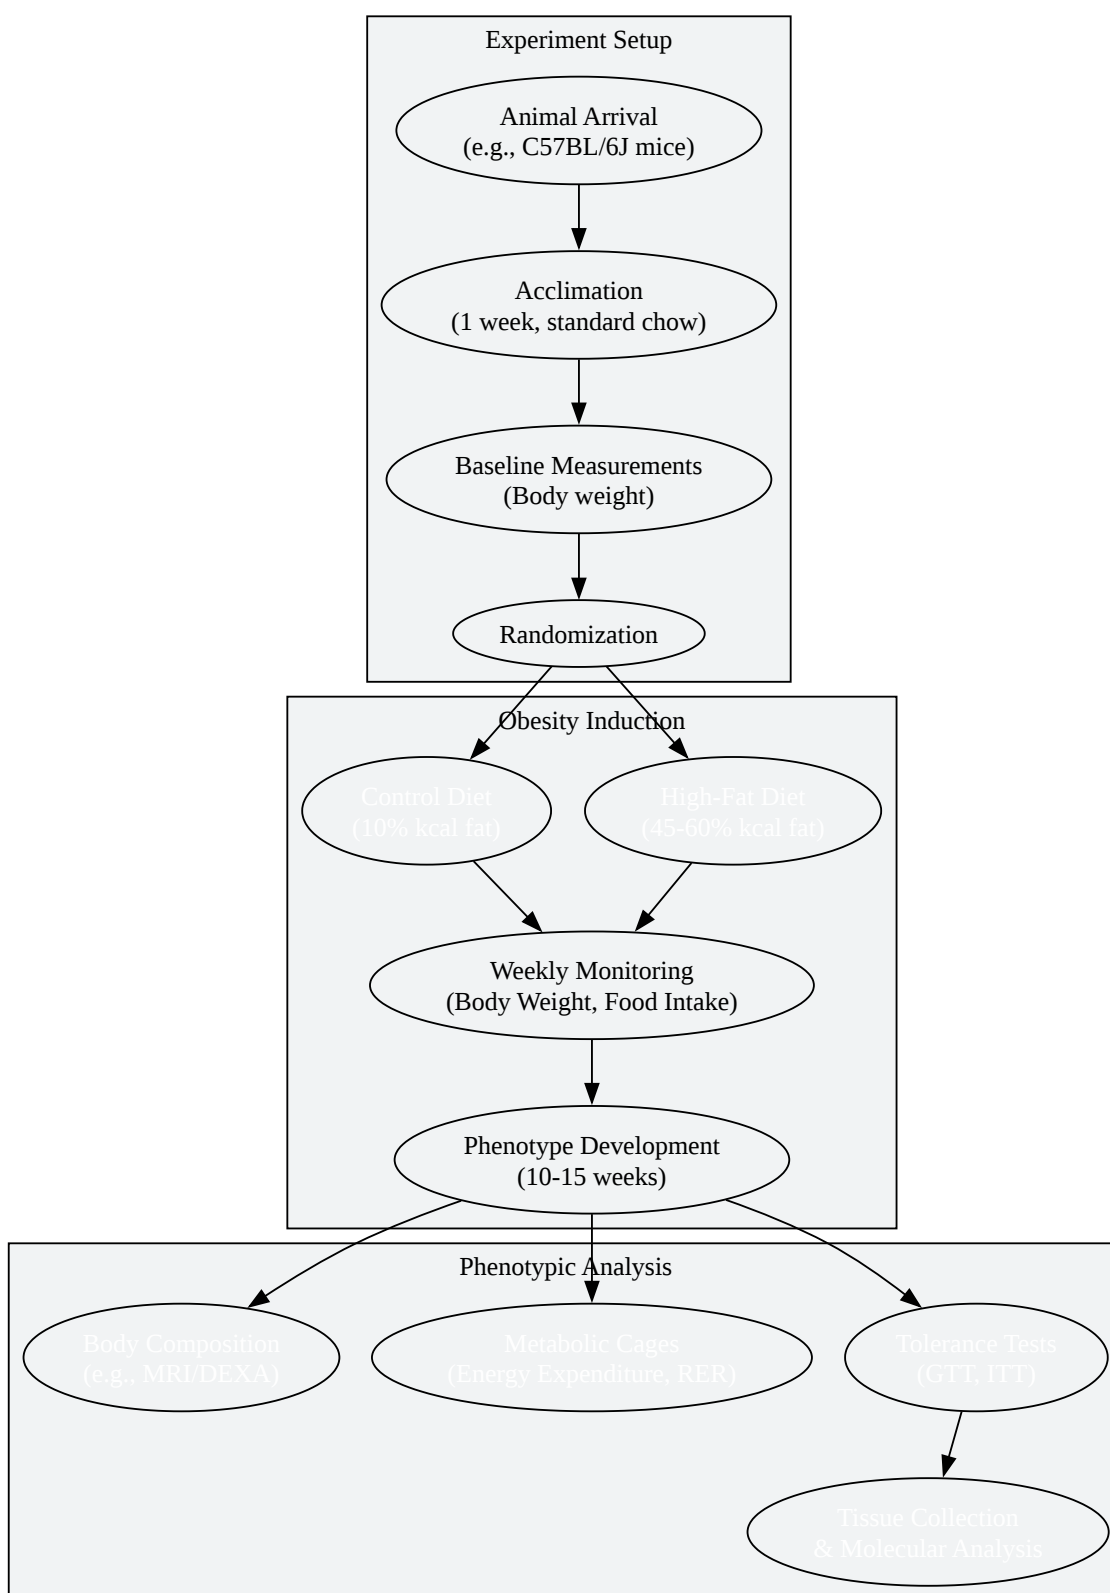 Experiment Setup
Animal Arrival
(e.g., C57BL/6J mice)
Acclimation
(1 week, standard chow)
Baseline Measurements
(Body weight)
Randomization
Obesity Induction
Control Diet
(10% kcal fat)
High-Fat Diet
(45-60% kcal fat)
Weekly Monitoring
(Body Weight, Food Intake)
Phenotype Development
(10-15 weeks)
Phenotypic Analysis
Body Composition
(e.g., MRI/DEXA)
Metabolic Cages
(Energy Expenditure, RER)
Tolerance Tests
(GTT, ITT)
Tissue Collection
& Molecular Analysis